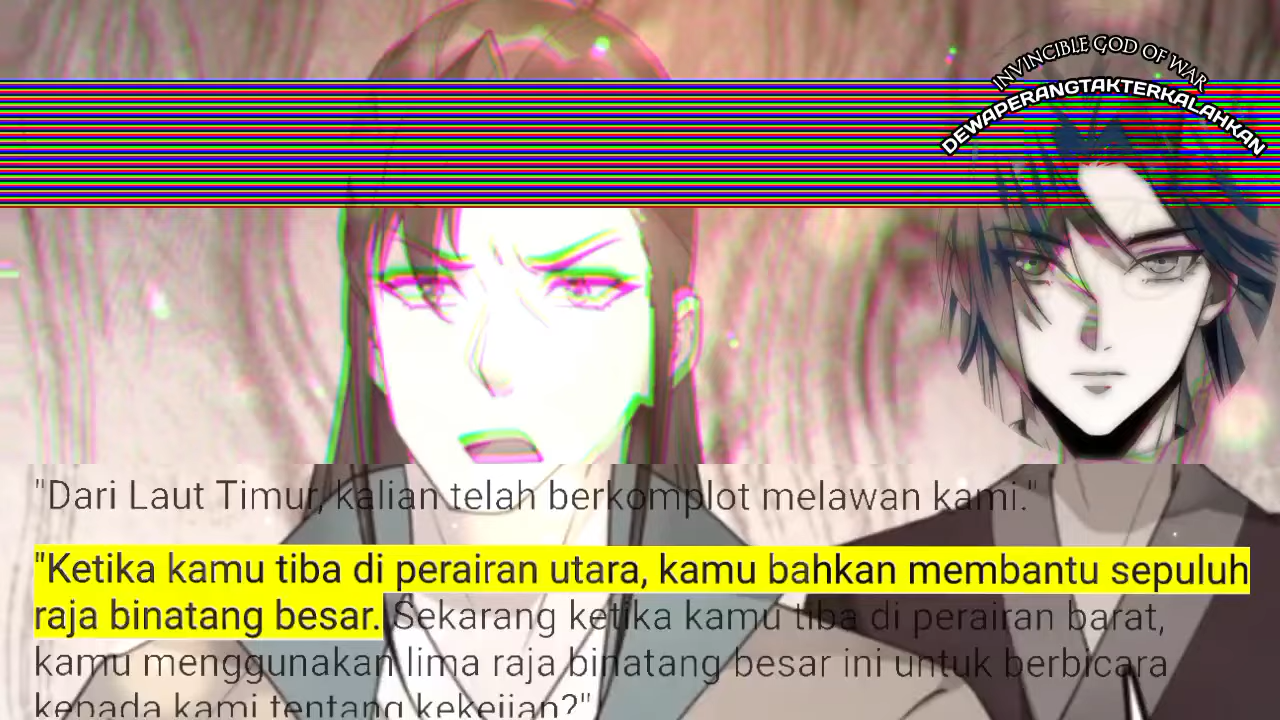 INVINCIBLE GOD OF WAR
DEWAPERANGTAKTERKALAHKAN
"Dari Laut Timur, kalian telah berkomplot melawan kami."
"Ketika kamu tiba di perairan utara, kamu bahkan membantu sepuluh
raja binatang besar. Sekarang ketika kamu tiba di perairan barat,
kamu menggunakan lima raja binatang besar ini untuk berbicara
kepada kami tentang kekejian?"